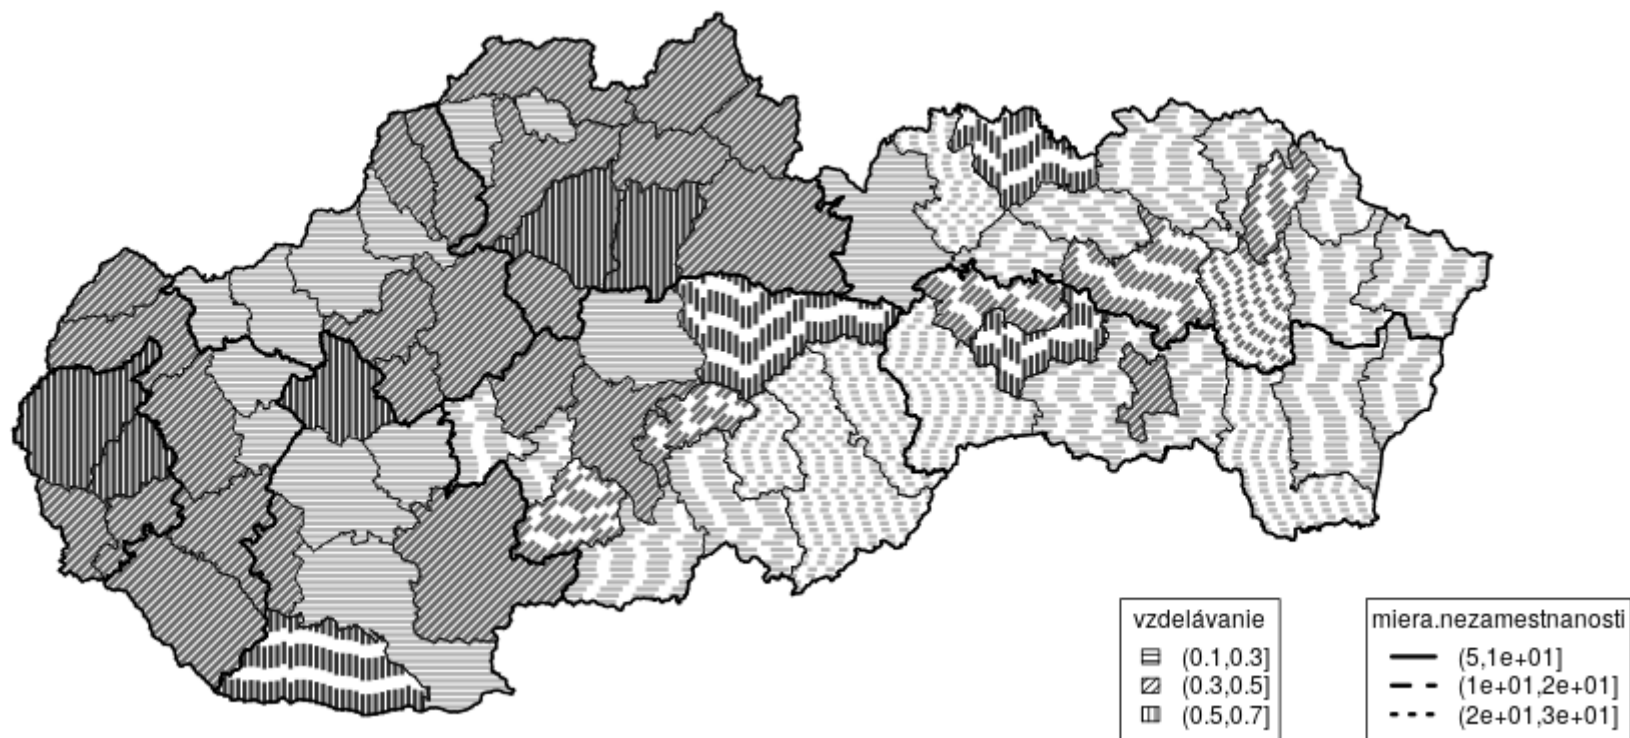 vzdelávanie
(0.1,0.3]
(0.3,0.5]
(0.5,0.7]
miera.nezamestnanosti
(5,1e+01]
(1e+01,2e+01]
(2e+01,3e+01]